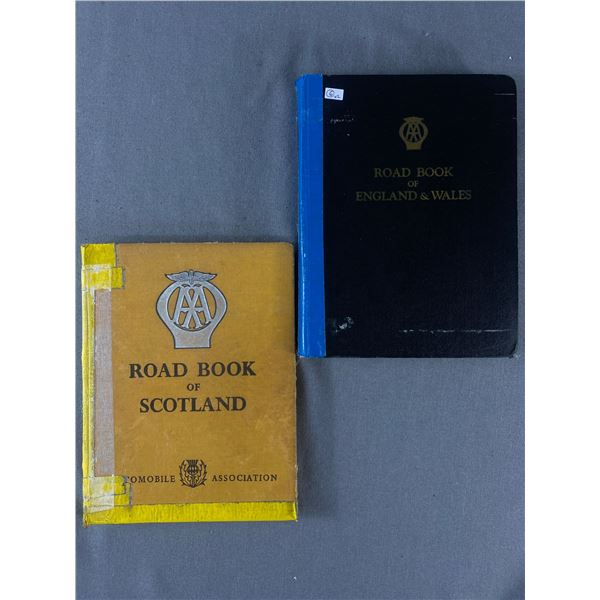 AA
ROAD BOOK
OF
ENGLAND & WALES
AA
ROAD BOOK
OF
SCOTLAND
TOMOBILE ASSOCIATION